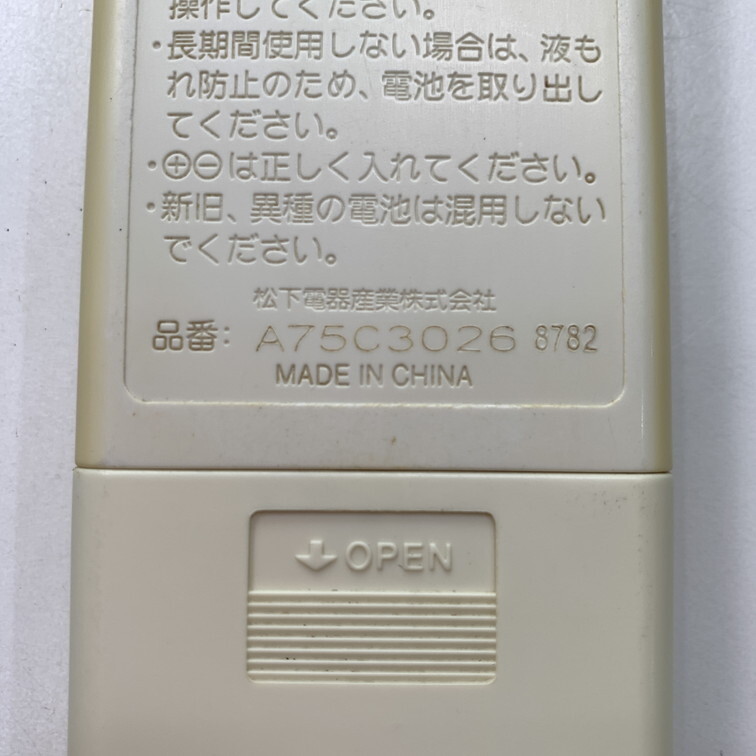 操作してください。
・長期間使用しない場合は、液も
れ防止のため、電池を取り出し
てください。
・⊕⊖は正しく入れてください。
・新旧、異種の電池は混用しない
でください。
松下電器産業株式会社
品番: A75C3026 8782
MADE IN CHINA
OPEN